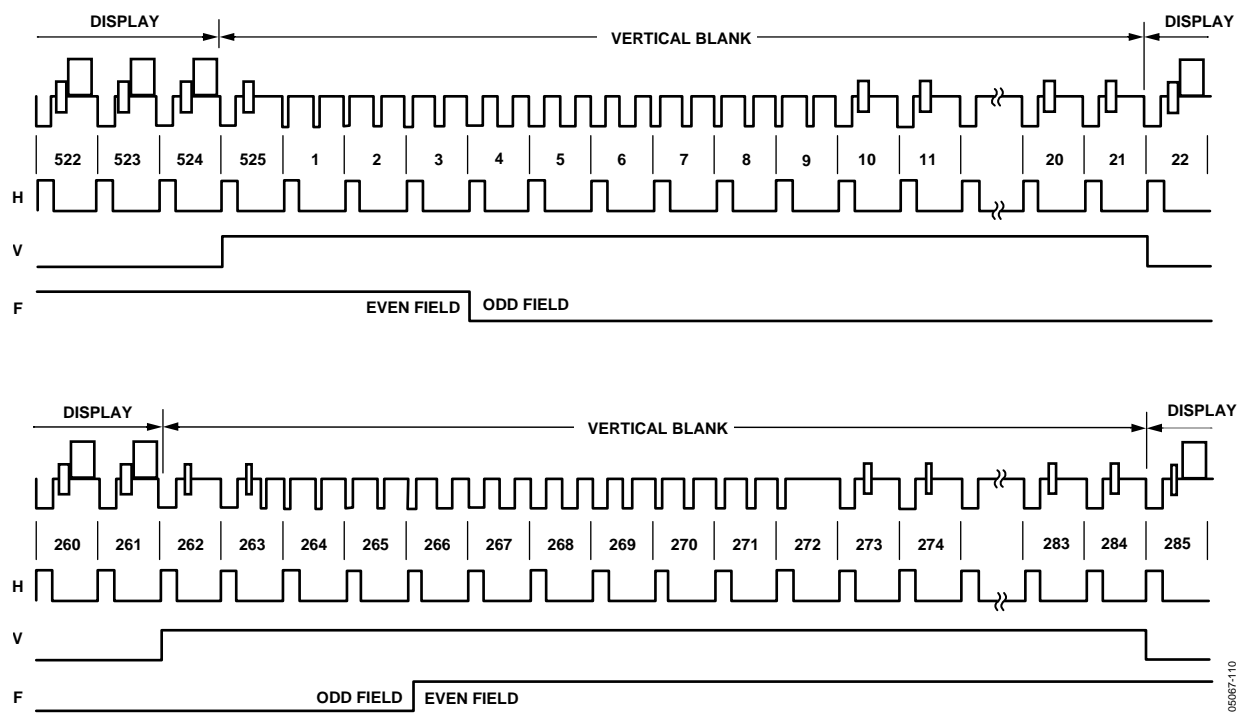 DISPLAY DISPLAY
VERTICAL BLANK
522 523 524 525 1 2 3 4 5 6 7 8 9 10 11 20 21 22
H
V
F EVEN FIELD ODD FIELD
DISPLAY DISPLAY
VERTICAL BLANK
260 261 262 263 264 265 266 267 268 269 270 271 272 273 274 283 284 285
H
V
F ODD FIELD EVEN FIELD
05067-110